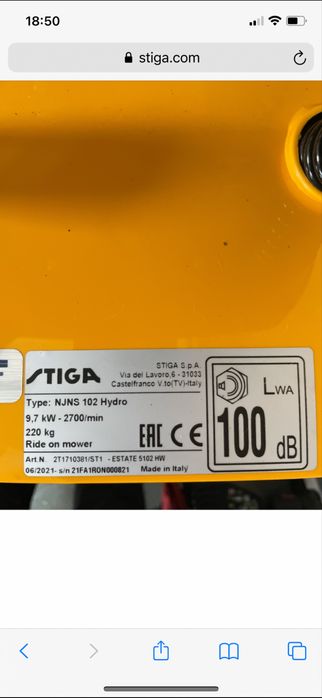 18:50
stiga.com
STIGA
STIGA S.p.A.
Via del Lavoro,6 - 31033
Castelfranco V.to(TV)-Italy
Type: NJNS 102 Hydro
9,7 kW - 2700/min
220 kg
Ride on mower
EAC CE
LWA
100 dB
Art.N. 2T1710381/ST1 - ESTATE 5102 HW
06/2021- s/n 21FA1RON000821 Made in Italy